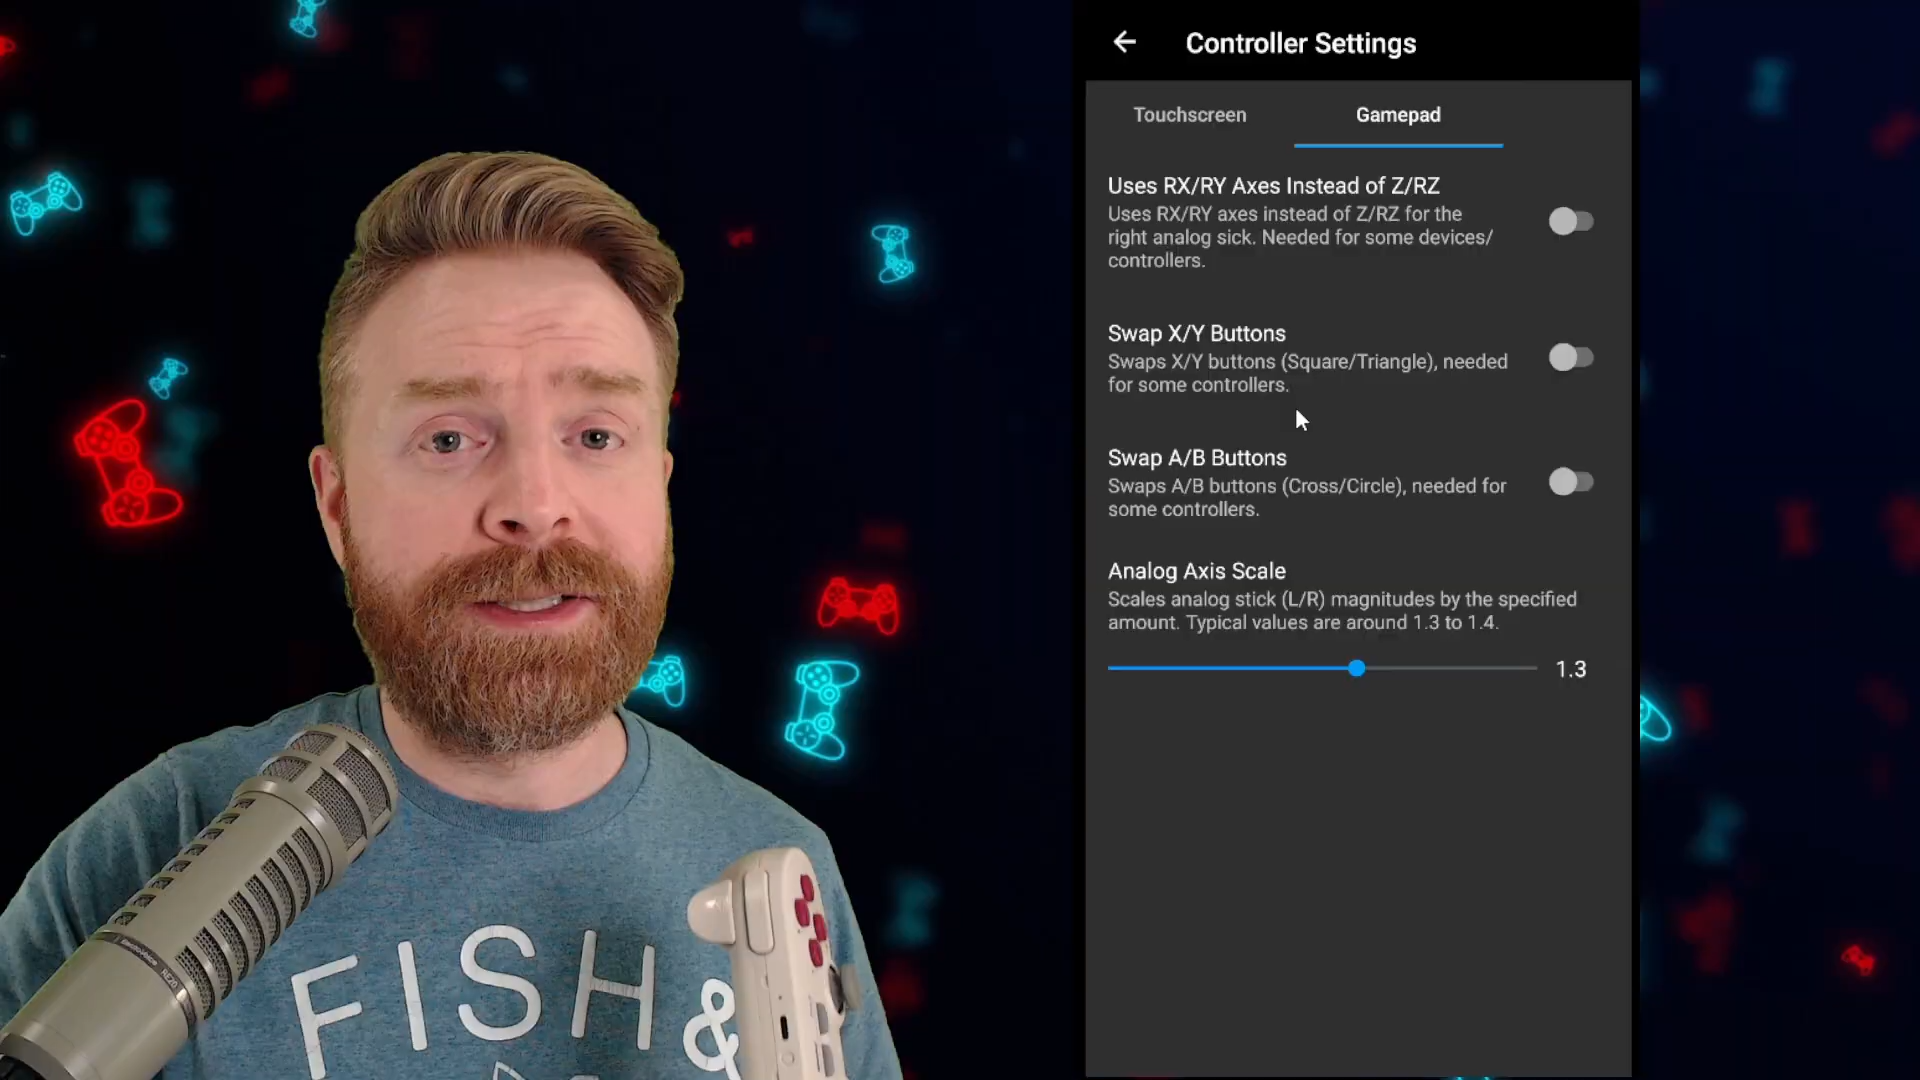 Controller Settings
Touchscreen
Gamepad
Uses RX/RY Axes Instead of Z/RZ
Uses RX/RY axes instead of Z/RZ for the
right analog sick. Needed for some devices/
controllers.
Swap X/Y Buttons
Swaps X/Y buttons (Square/Triangle), needed
for some controllers.
Swap A/B Buttons
Swaps A/B buttons (Cross/Circle), needed for
some controllers.
Analog Axis Scale
Scales analog stick (L/R) magnitudes by the specified
amount. Typical values are around 1.3 to 1.4.
1.3
FISH &
RE20